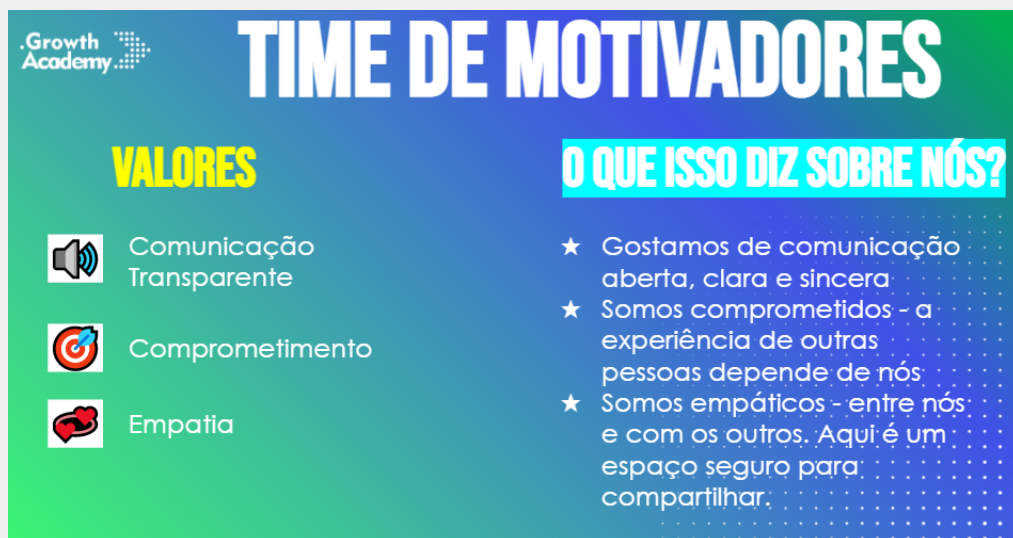 .Growth
Academy
TIME DE MOTIVADORES
VALORES
Comunicação
Transparente
Comprometimento
Empatia
O QUE ISSO DIZ SOBRE NÓS?
★ Gostamos de comunicação
aberta, clara e sincera
★ Somos comprometidos - a
experiência de outras
pessoas depende de nós
★ Somos empáticos - entre nós
e com os outros. Aqui é um
espaço seguro para
compartilhar.